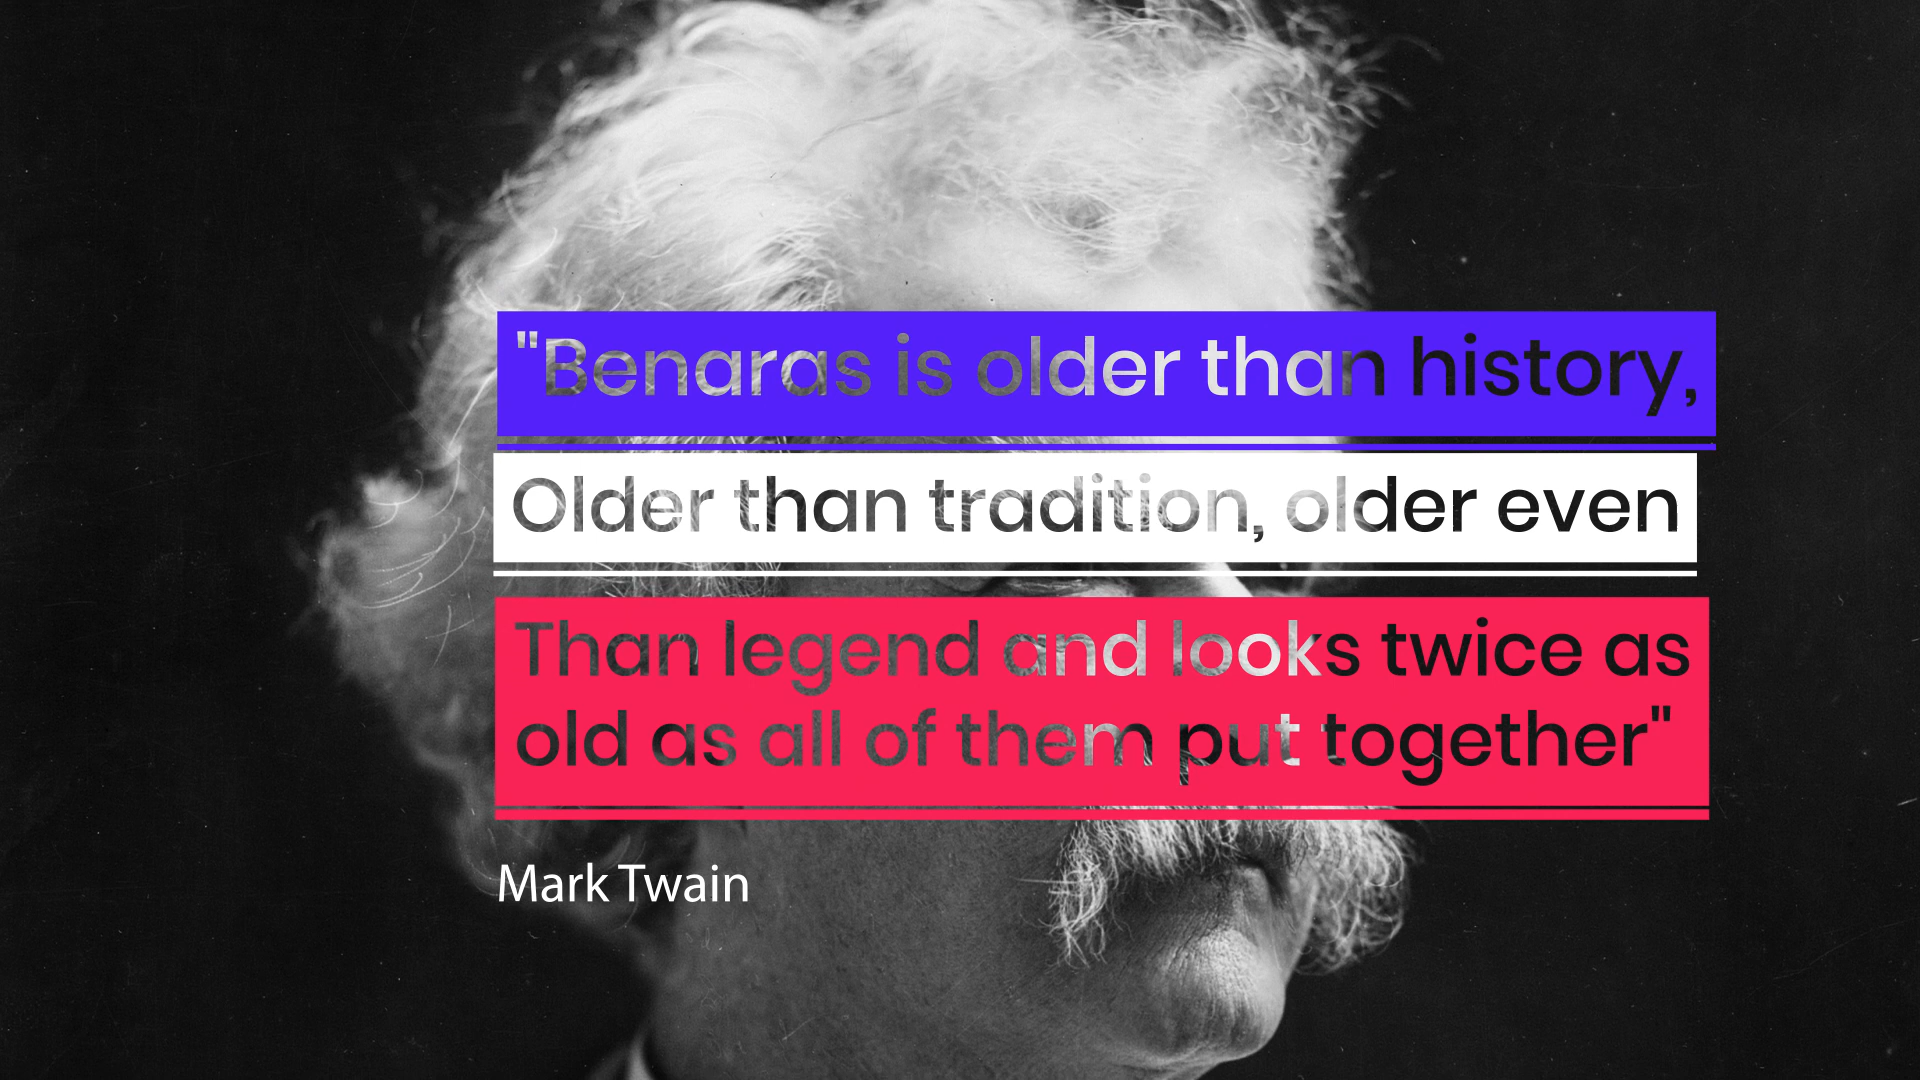 "Benaras is older than history,
Older than tradition, older even
Than legend and looks twice as
old as all of them put together"
Mark Twain